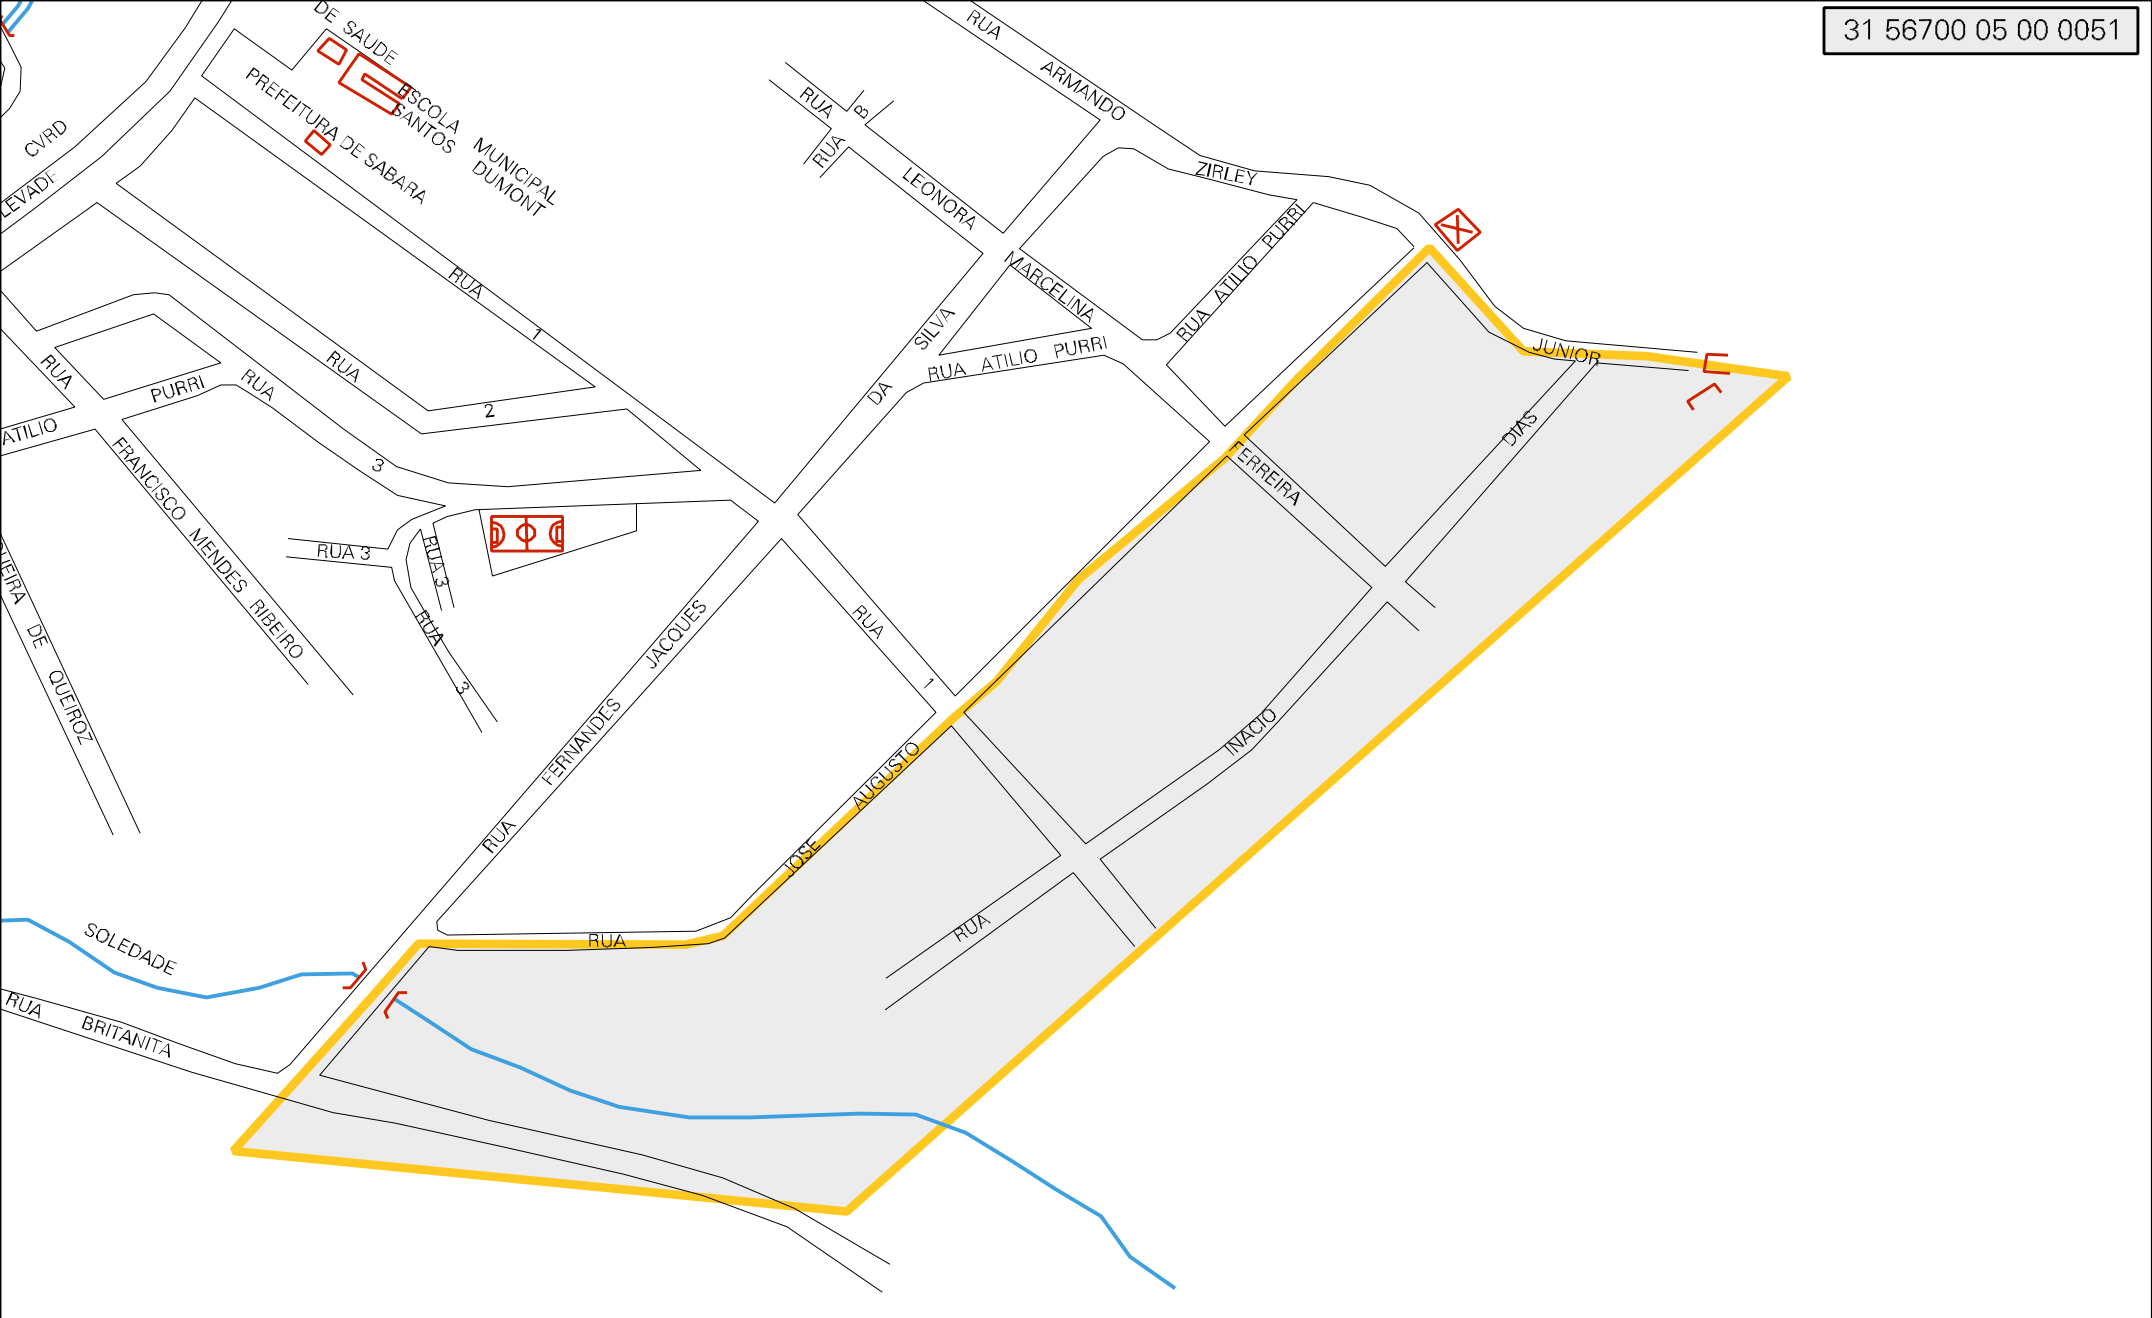 31 56700 05 00 0051
DE SAUDE
ESCOLA MUNICIPAL
SANTOS DUMONT
PREFEITURA DE SABARA
CVRD
RUA ARMANDO ZIRLEY JUNIOR
RUA LEONORA
RUA B
MARCELINA FERREIRA
RUA ATILIO PURRI
RUA ATILIO PURRI
RUA 1
RUA 2
RUA 3
RUA
PURRI
ATILIO
FRANCISCO MENDES RIBEIRO
RUA 3
RUA 3
RUA 3
DE QUEIROZ
RUA FERNANDES JACQUES DA SILVA
RUA 1
RUA JOSE AUGUSTO
RUA INACIO DIAS
SOLEDADE
RUA BRITANITA